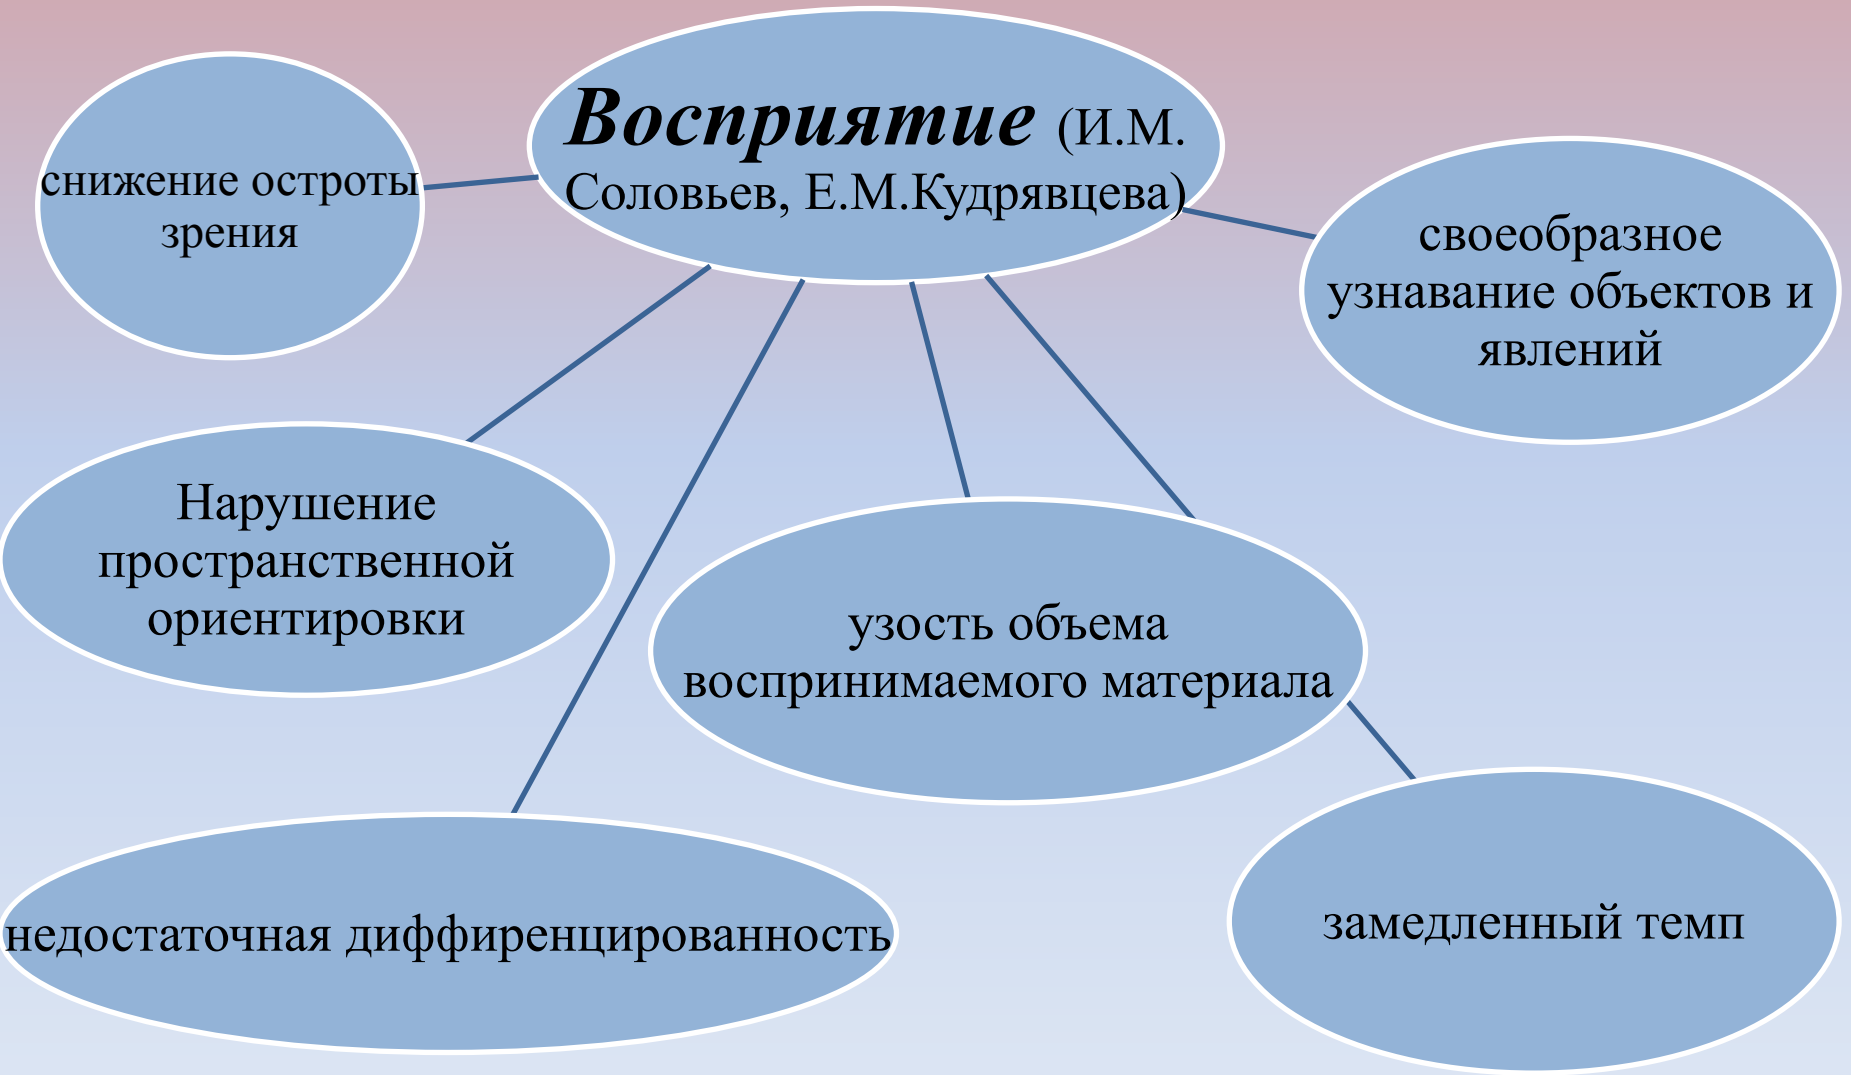 Восприятие (И.М.
Соловьев, Е.М.Кудрявцева)
снижение остроты
зрения
своеобразное
узнавание объектов и
явлений
Нарушение
пространственной
ориентировки
узость объема
воспринимаемого материала
недостаточная диффиренцированность
замедленный темп